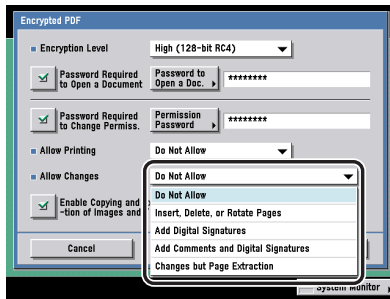 Encrypted PDF
Encryption Level
High (128-bit RC4)
Password Required
to Open a Document
Password to
Open a Doc.
********
Password Required
to Change Permiss.
Permission
Password
********
Allow Printing
Do Not Allow
Allow Changes
Do Not Allow
Do Not Allow
Insert, Delete, or Rotate Pages
Add Digital Signatures
Add Comments and Digital Signatures
Changes but Page Extraction
Enable Copying and
-tion of Images and
Cancel
System Monitor